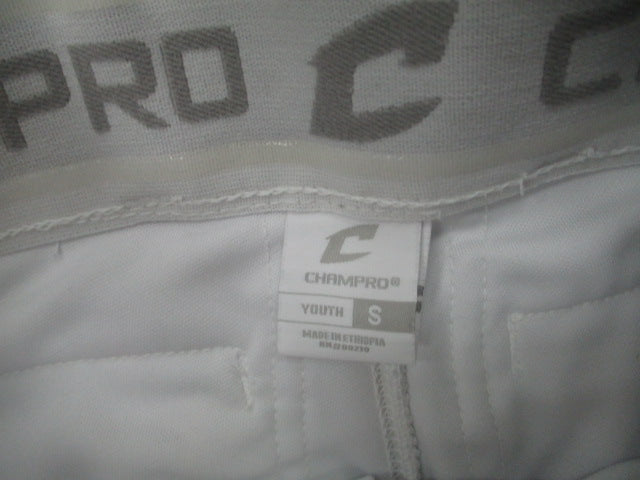 PRO C C
C
CHAMPRO®
YOUTH S
MADE IN ETHIOPIA